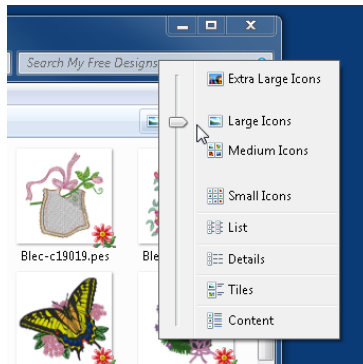 Search My Free Designs
Extra Large Icons
Large Icons
Medium Icons
Small Icons
List
Details
Tiles
Content
Blec-c19019.pes
Ble